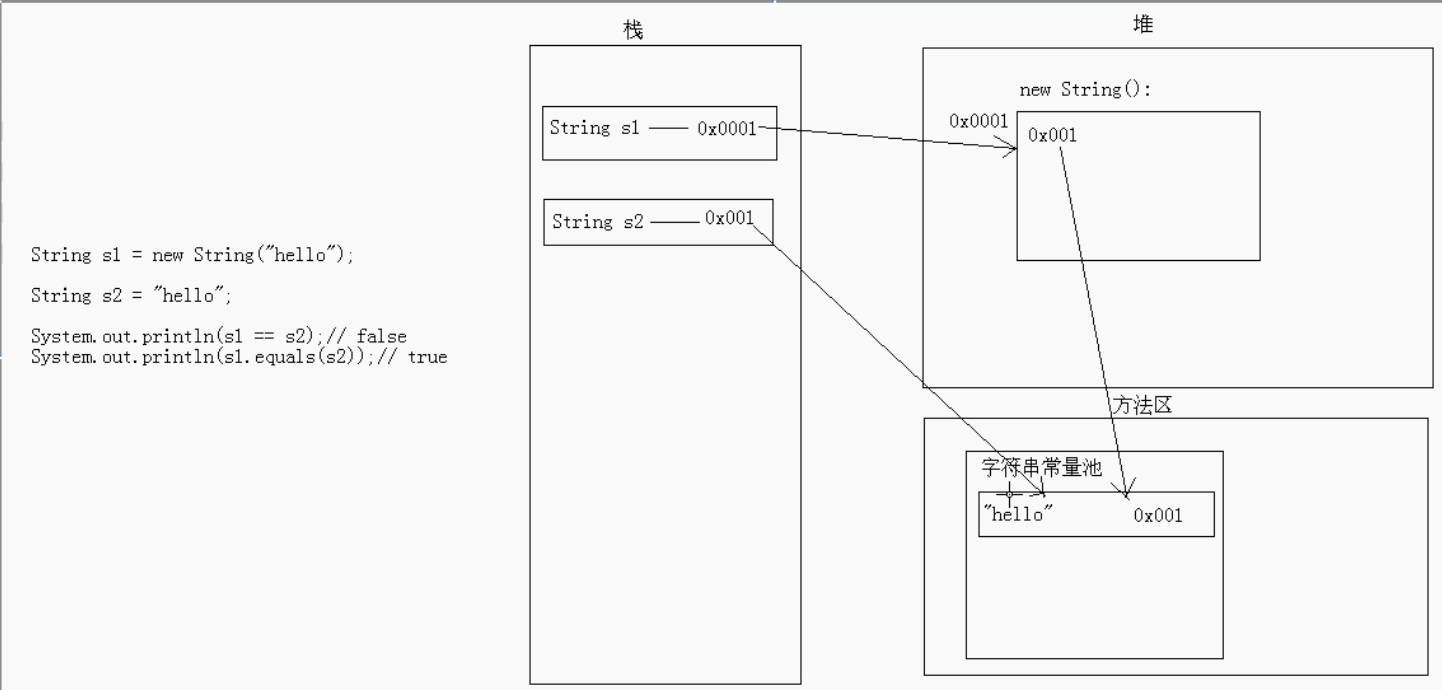 栈
堆
new String():
String s1 0x0001
0x0001
0x001
String s2 0x001
String s1 = new String("hello");
String s2 = "hello";
System.out.println(s1 == s2);// false
System.out.println(s1.equals(s2));// true
方法区
字符串常量池
"hello" 0x001